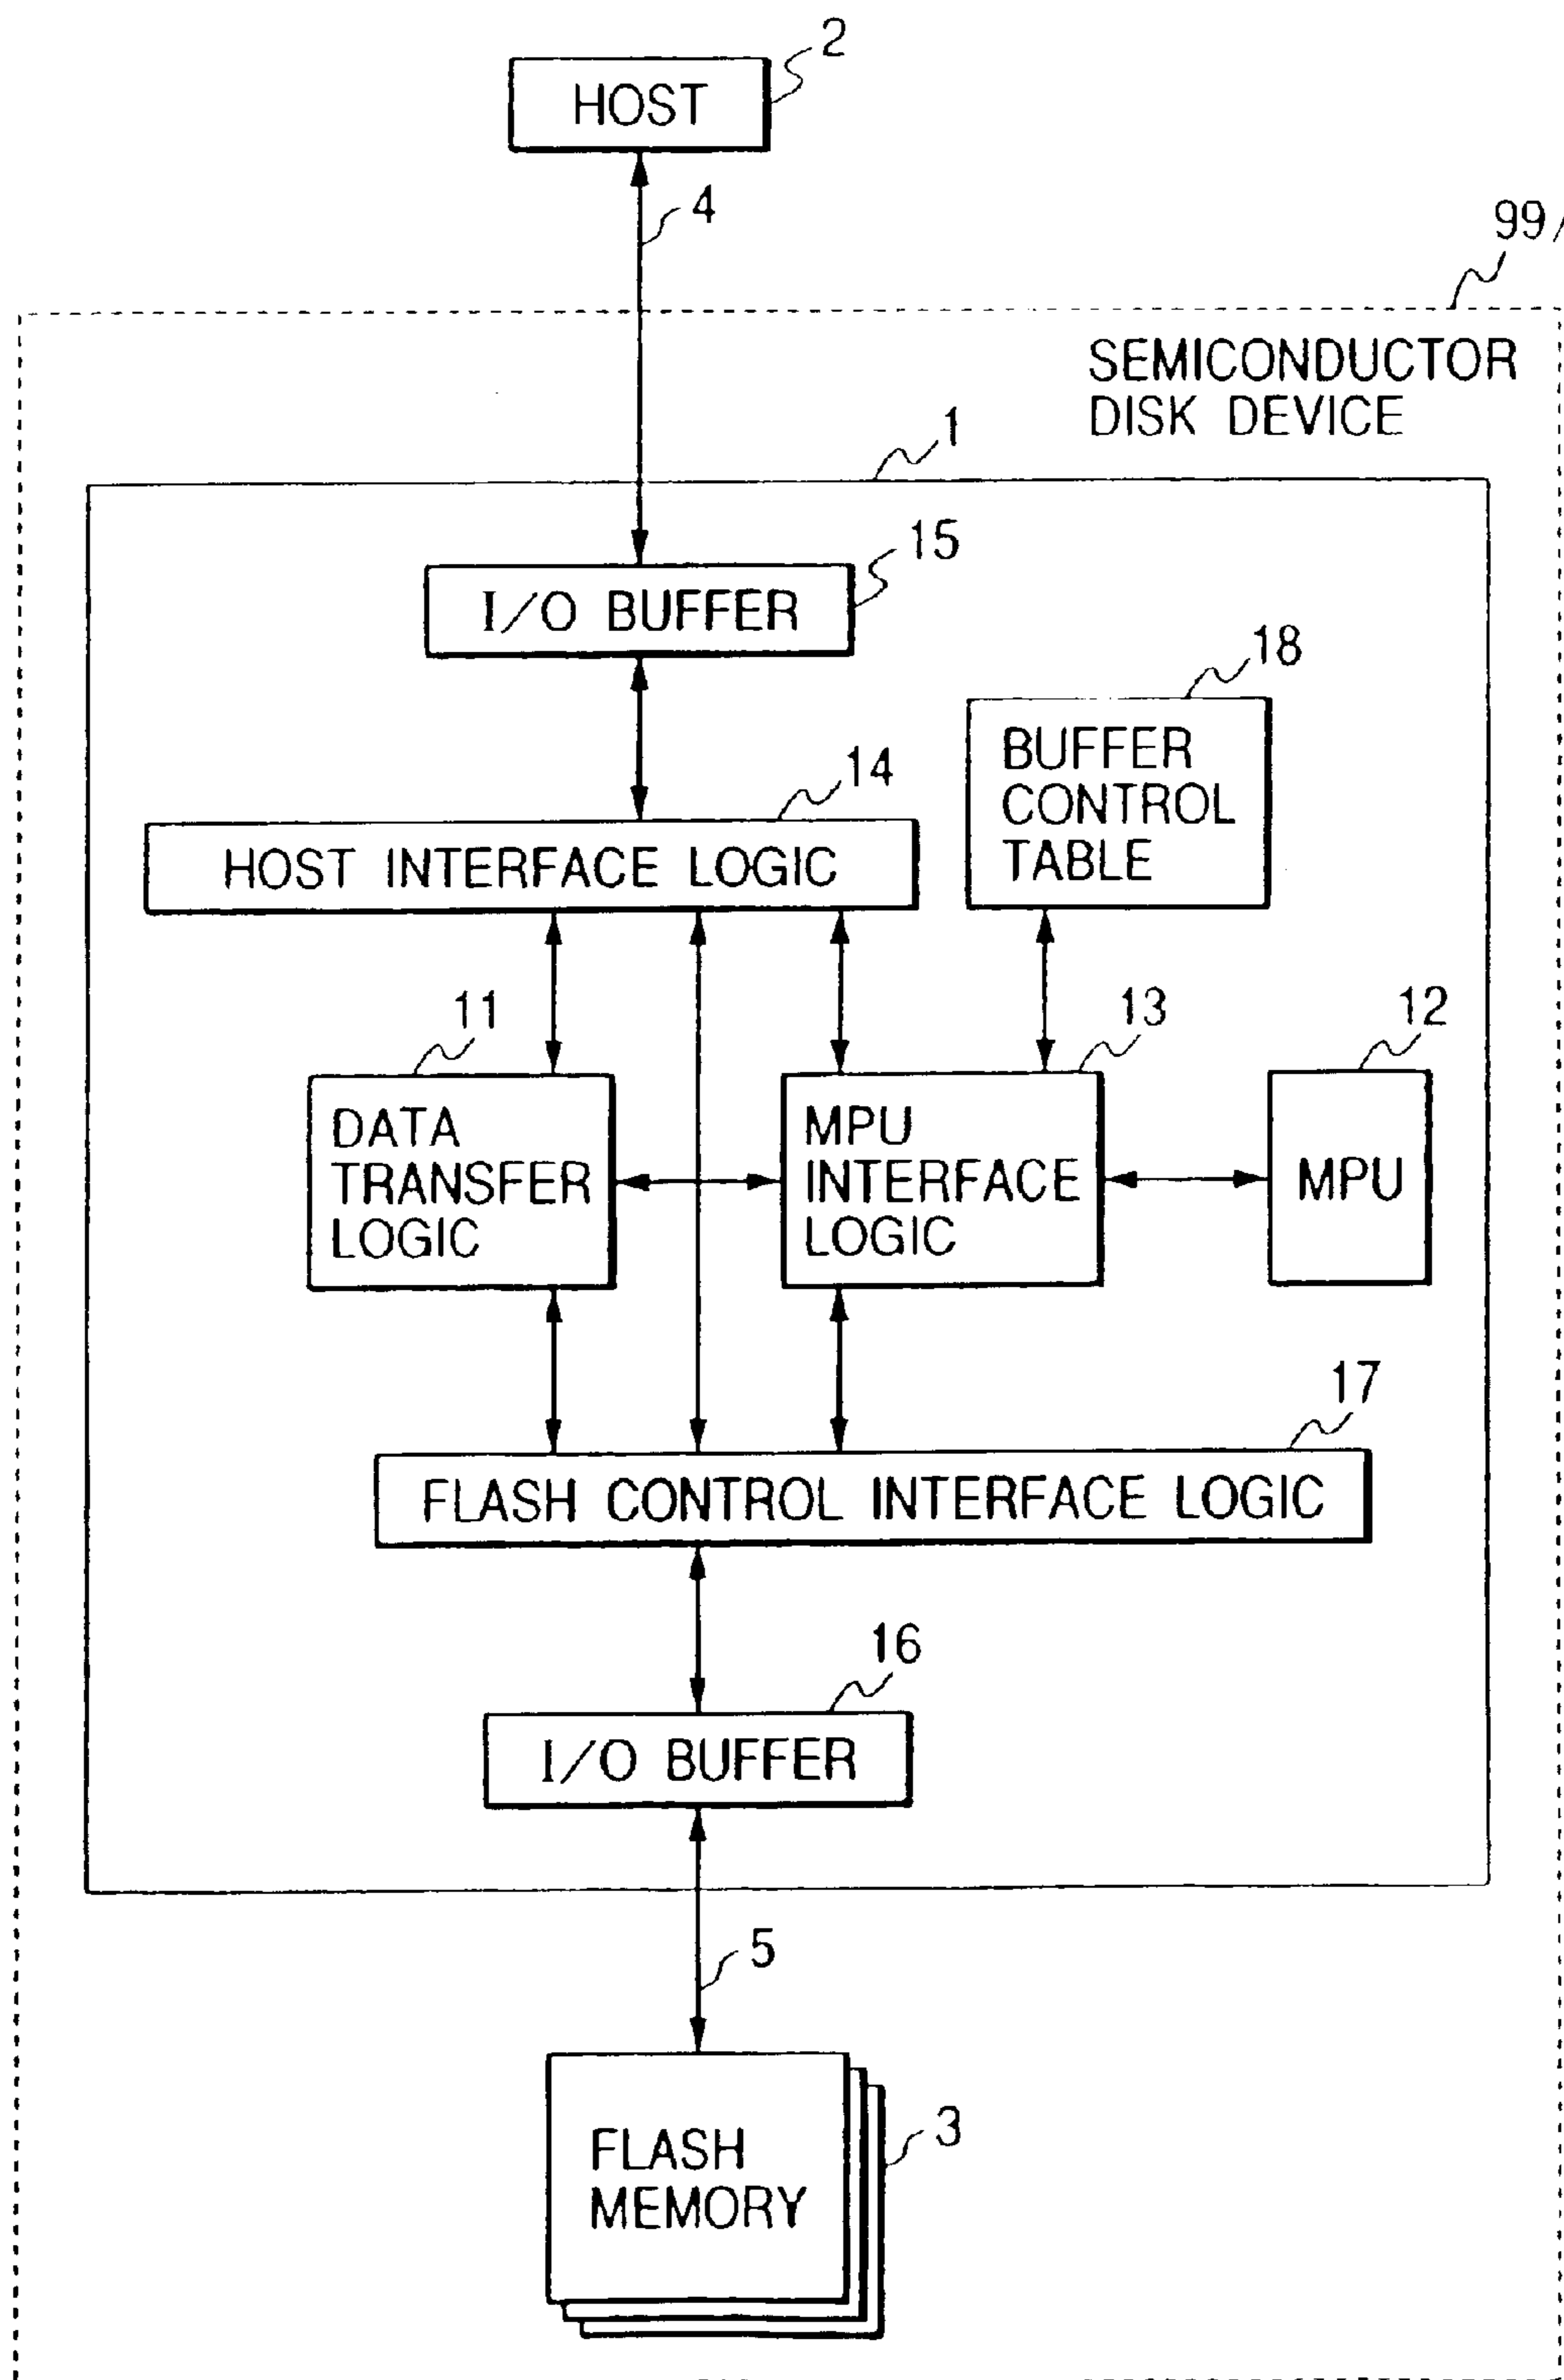 2
HOST
4
99
SEMICONDUCTOR
DISK DEVICE
1
15
I/O BUFFER
18
BUFFER
CONTROL
TABLE
14
HOST INTERFACE LOGIC
11
13
12
DATA
TRANSFER
LOGIC
MPU
INTERFACE
LOGIC
MPU
17
FLASH CONTROL INTERFACE LOGIC
16
I/O BUFFER
5
3
FLASH
MEMORY